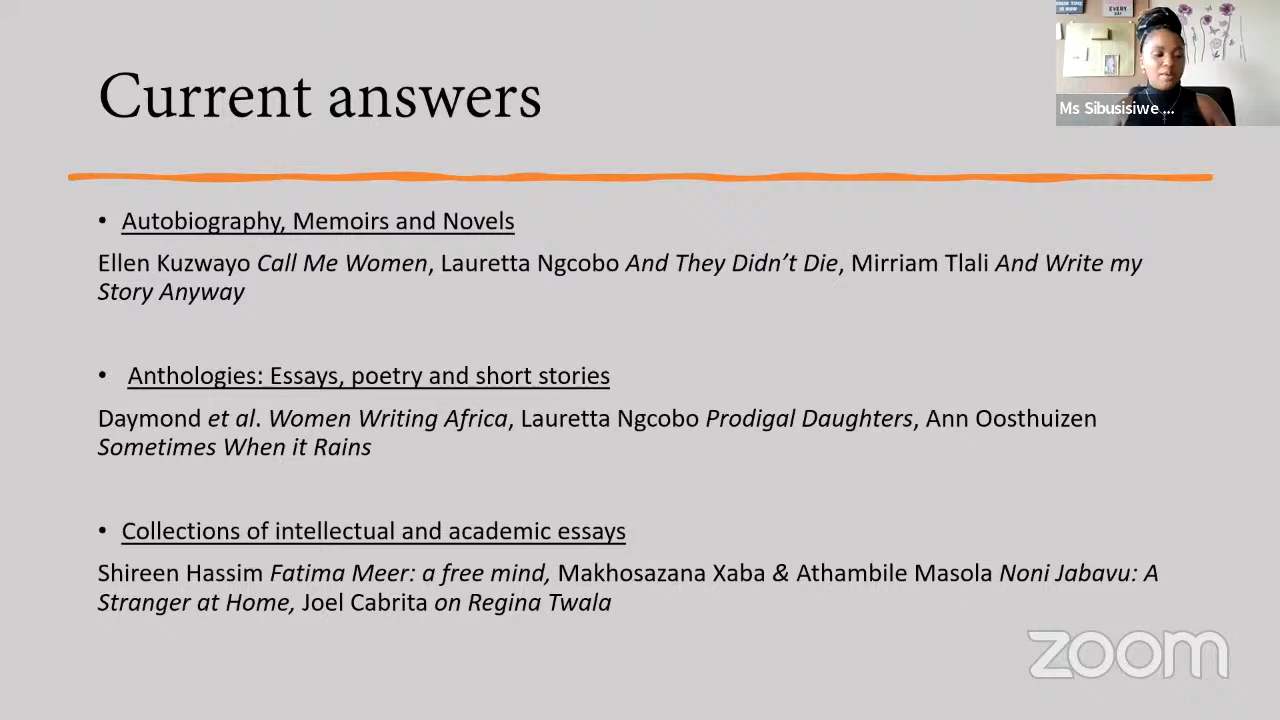 Current answers
EVERY
Ms Sibusisiwe ...
• Autobiography, Memoirs and Novels
Ellen Kuzwayo Call Me Women, Lauretta Ngcobo And They Didn't Die, Mirriam Tlali And Write my
Story Anyway
• Anthologies: Essays, poetry and short stories
Daymond et al. Women Writing Africa, Lauretta Ngcobo Prodigal Daughters, Ann Oosthuizen
Sometimes When it Rains
• Collections of intellectual and academic essays
Shireen Hassim Fatima Meer: a free mind, Makhosazana Xaba & Athambile Masola Noni Jabavu: A
Stranger at Home, Joel Cabrita on Regina Twala
zoom